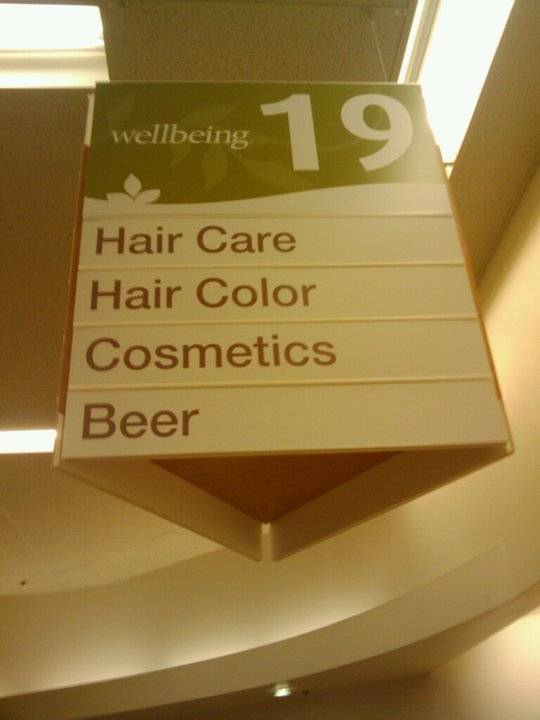 wellbeing 19
Hair Care
Hair Color
Cosmetics
Beer